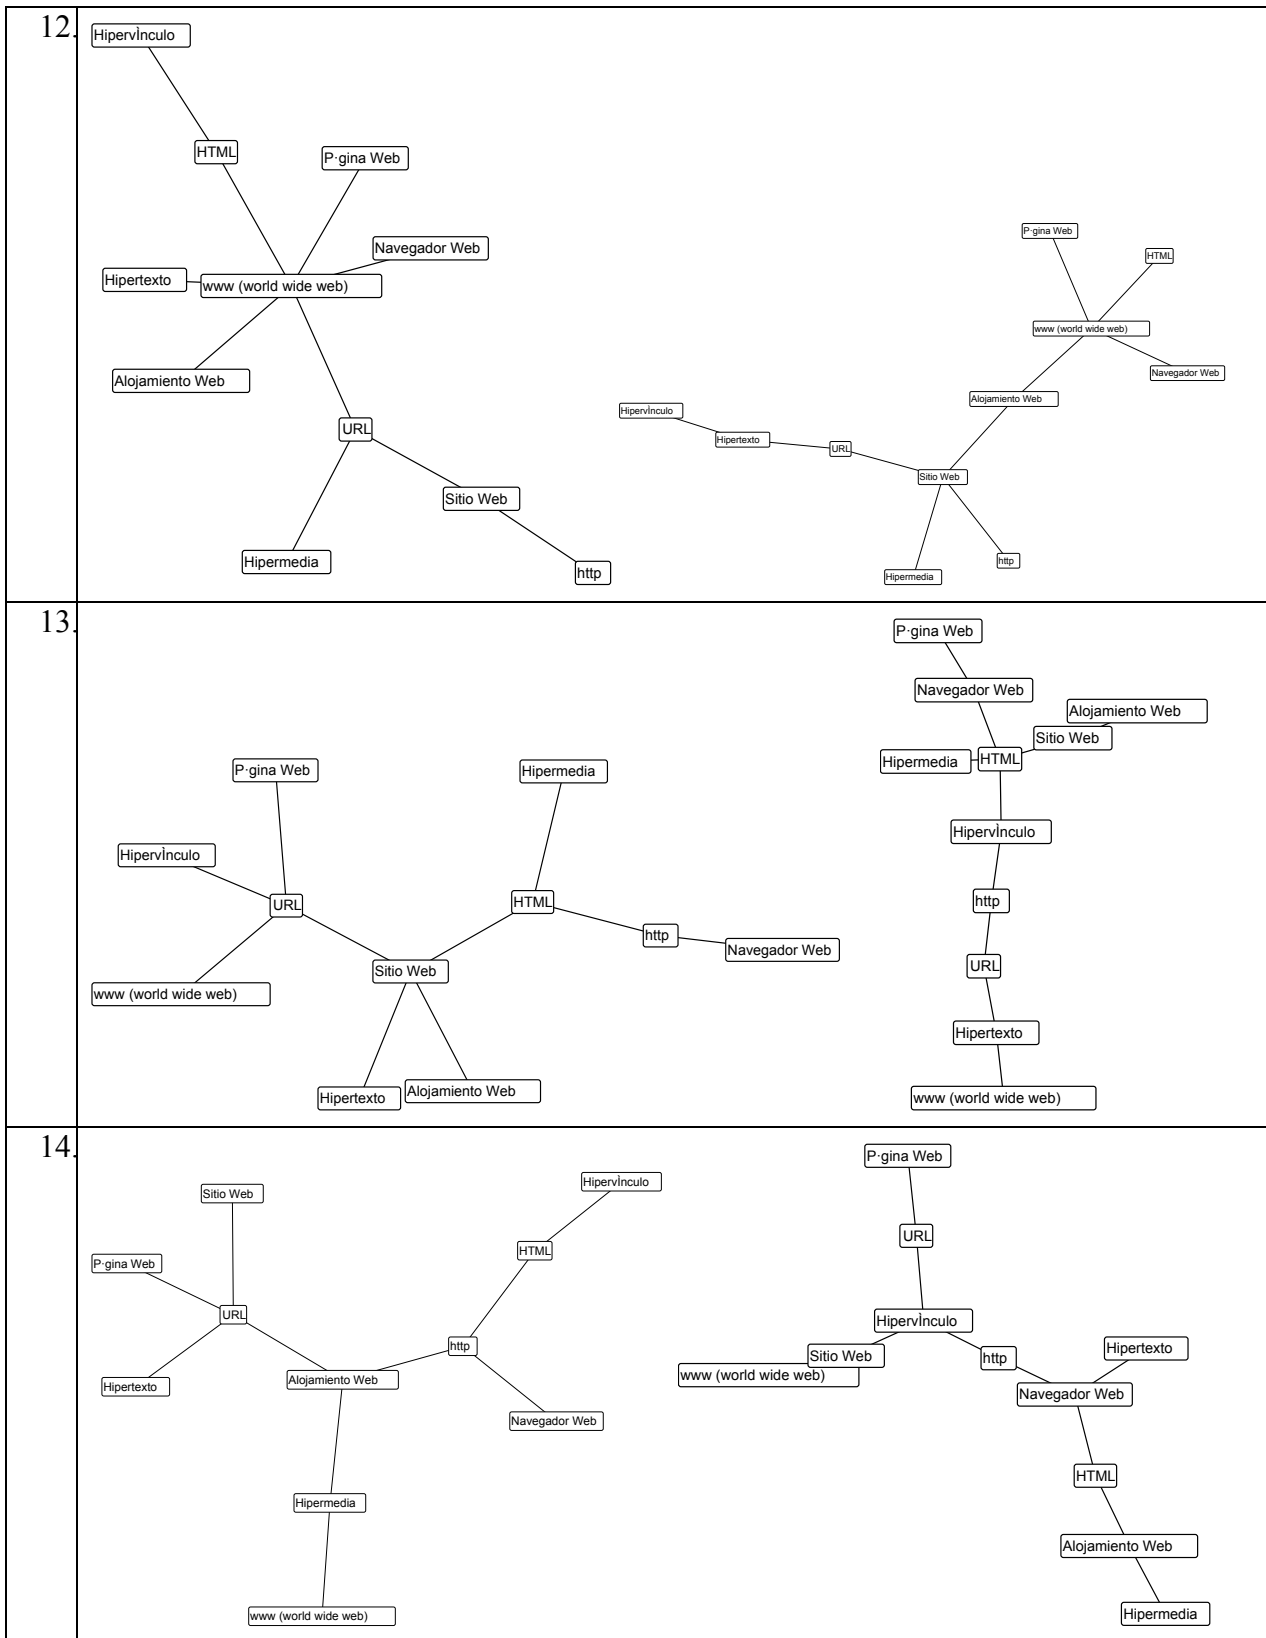 12.
HipervÌnculo
HTML
P·gina Web
Navegador Web
Hipertexto
www (world wide web)
Alojamiento Web
URL
Sitio Web
Hipermedia
http
P·gina Web
HTML
www (world wide web)
Navegador Web
Alojamiento Web
HipervÌnculo
Hipertexto
URL
Sitio Web
http
Hipermedia
13.
P·gina Web
Hipermedia
HipervÌnculo
URL
HTML
http
Navegador Web
Sitio Web
www (world wide web)
Hipertexto
Alojamiento Web
P·gina Web
Navegador Web
Alojamiento Web
Sitio Web
Hipermedia
HTML
HipervÌnculo
http
URL
Hipertexto
www (world wide web)
14.
HipervÌnculo
Sitio Web
HTML
P·gina Web
URL
http
Alojamiento Web
Hipertexto
Navegador Web
Hipermedia
www (world wide web)
P·gina Web
URL
HipervÌnculo
Hipertexto
Sitio Web
http
www (world wide web)
Navegador Web
HTML
Alojamiento Web
Hipermedia